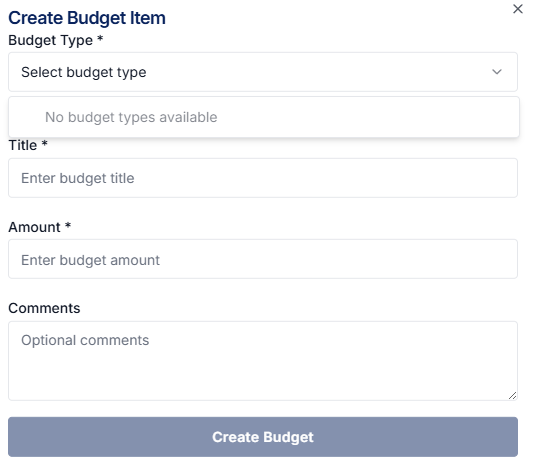 Create Budget Item
Budget Type *
Select budget type
No budget types available
Title *
Enter budget title
Amount *
Enter budget amount
Comments
Optional comments
Create Budget